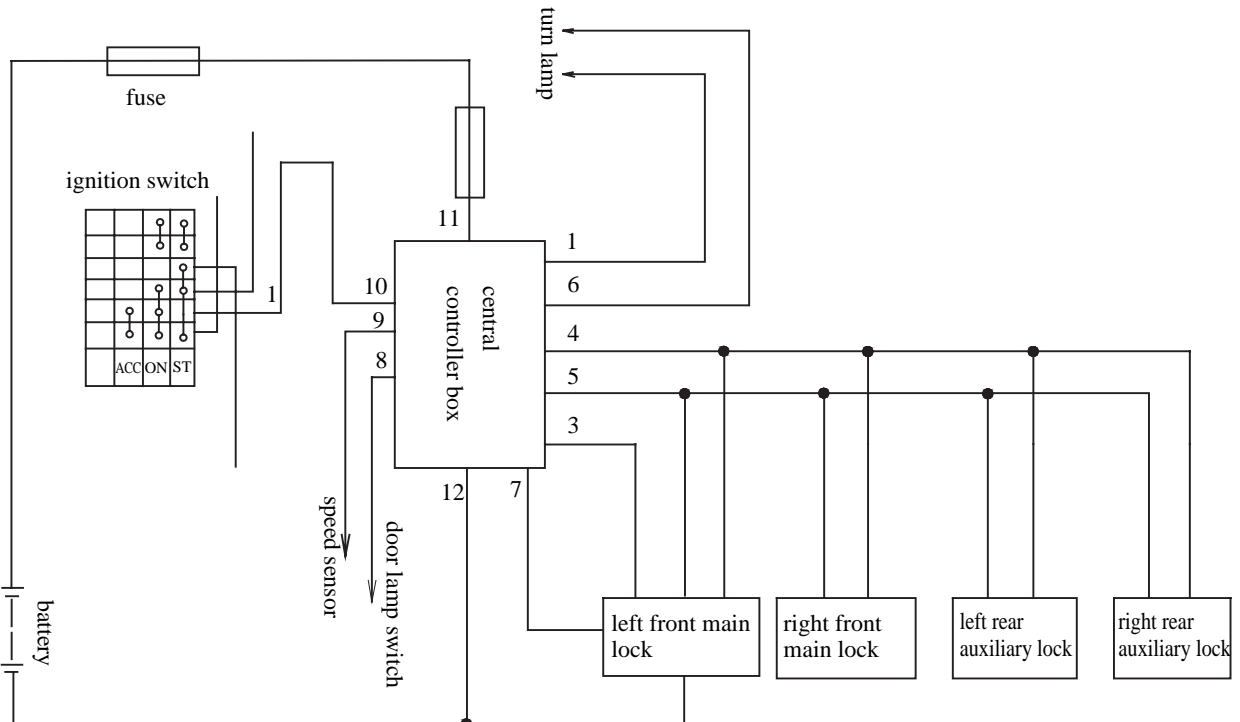 turn lamp
fuse
ignition switch
11
1
1
6
10
9
8
central
controller box
4
5
3
ACC
ON
ST
12
7
speed sensor
door lamp switch
battery
left front main
lock
right front
main lock
left rear
auxiliary lock
right rear
auxiliary lock